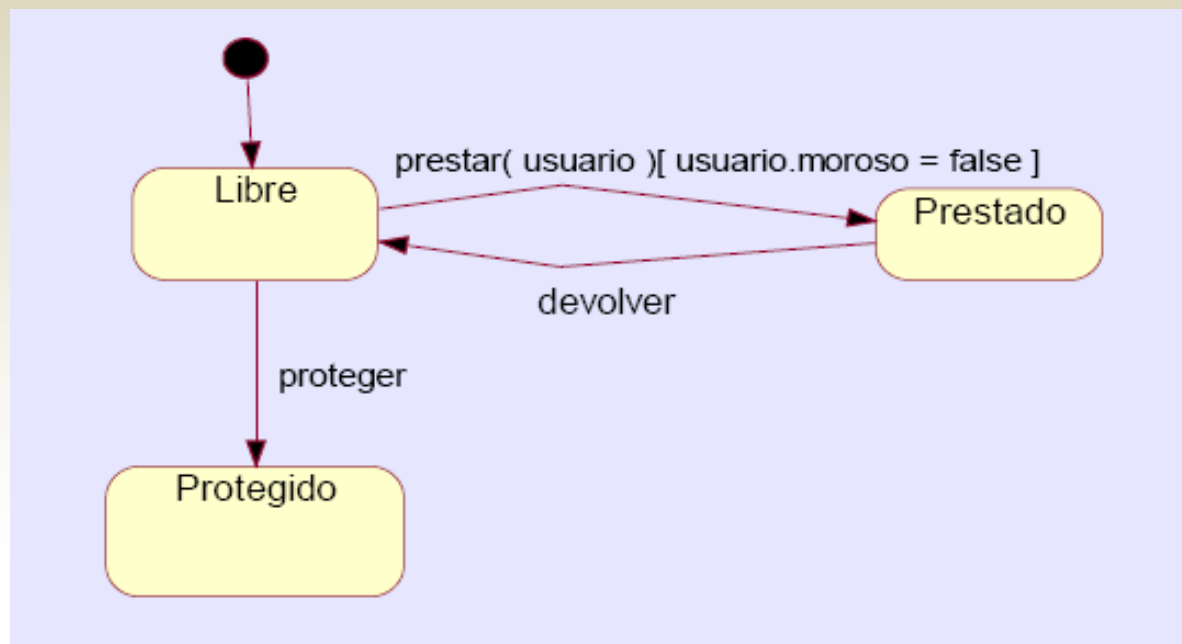 prestar( usuario )[ usuario.moroso = false ]
Libre
Prestado
devolver
proteger
Protegido